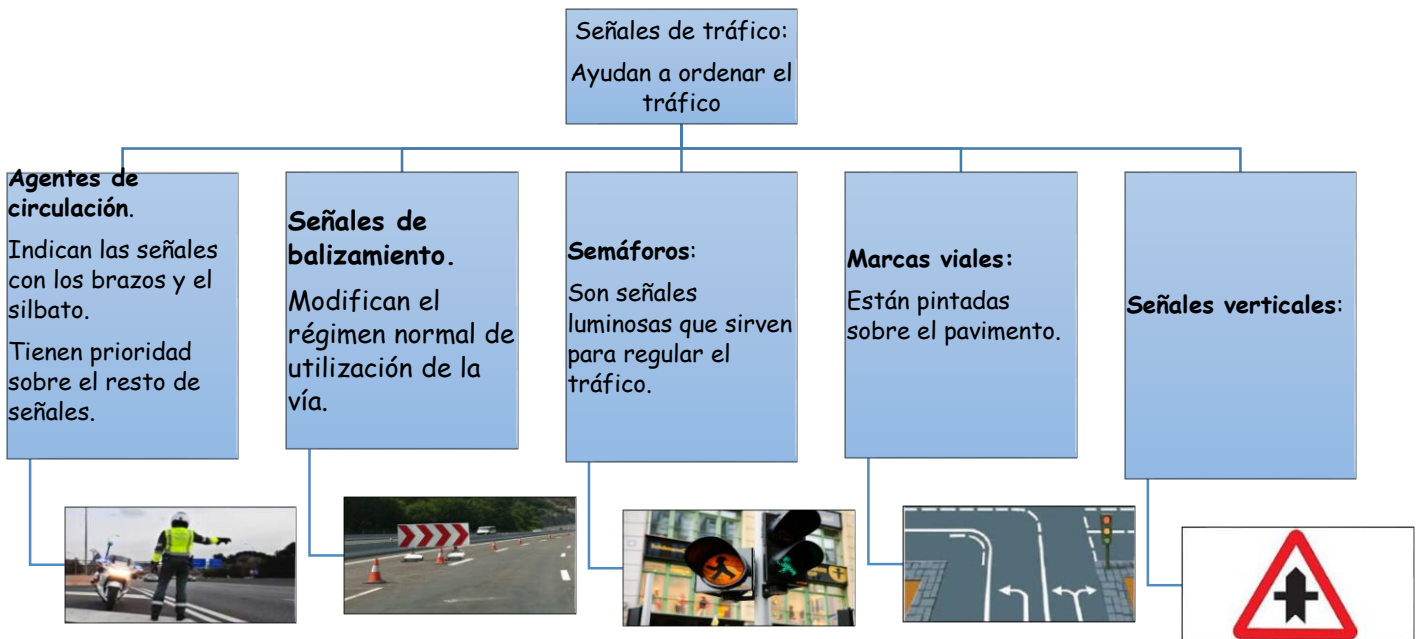 Señales de tráfico:
Ayudan a ordenar el
tráfico
Agentes de
circulación.
Indican las señales
con los brazos y el
silbato.
Tienen prioridad
sobre el resto de
señales.
Señales de
balizamiento.
Modifican el
régimen normal de
utilización de la
vía.
Semáforos:
Son señales
luminosas que sirven
para regular el
tráfico.
Marcas viales:
Están pintadas
sobre el pavimento.
Señales verticales: